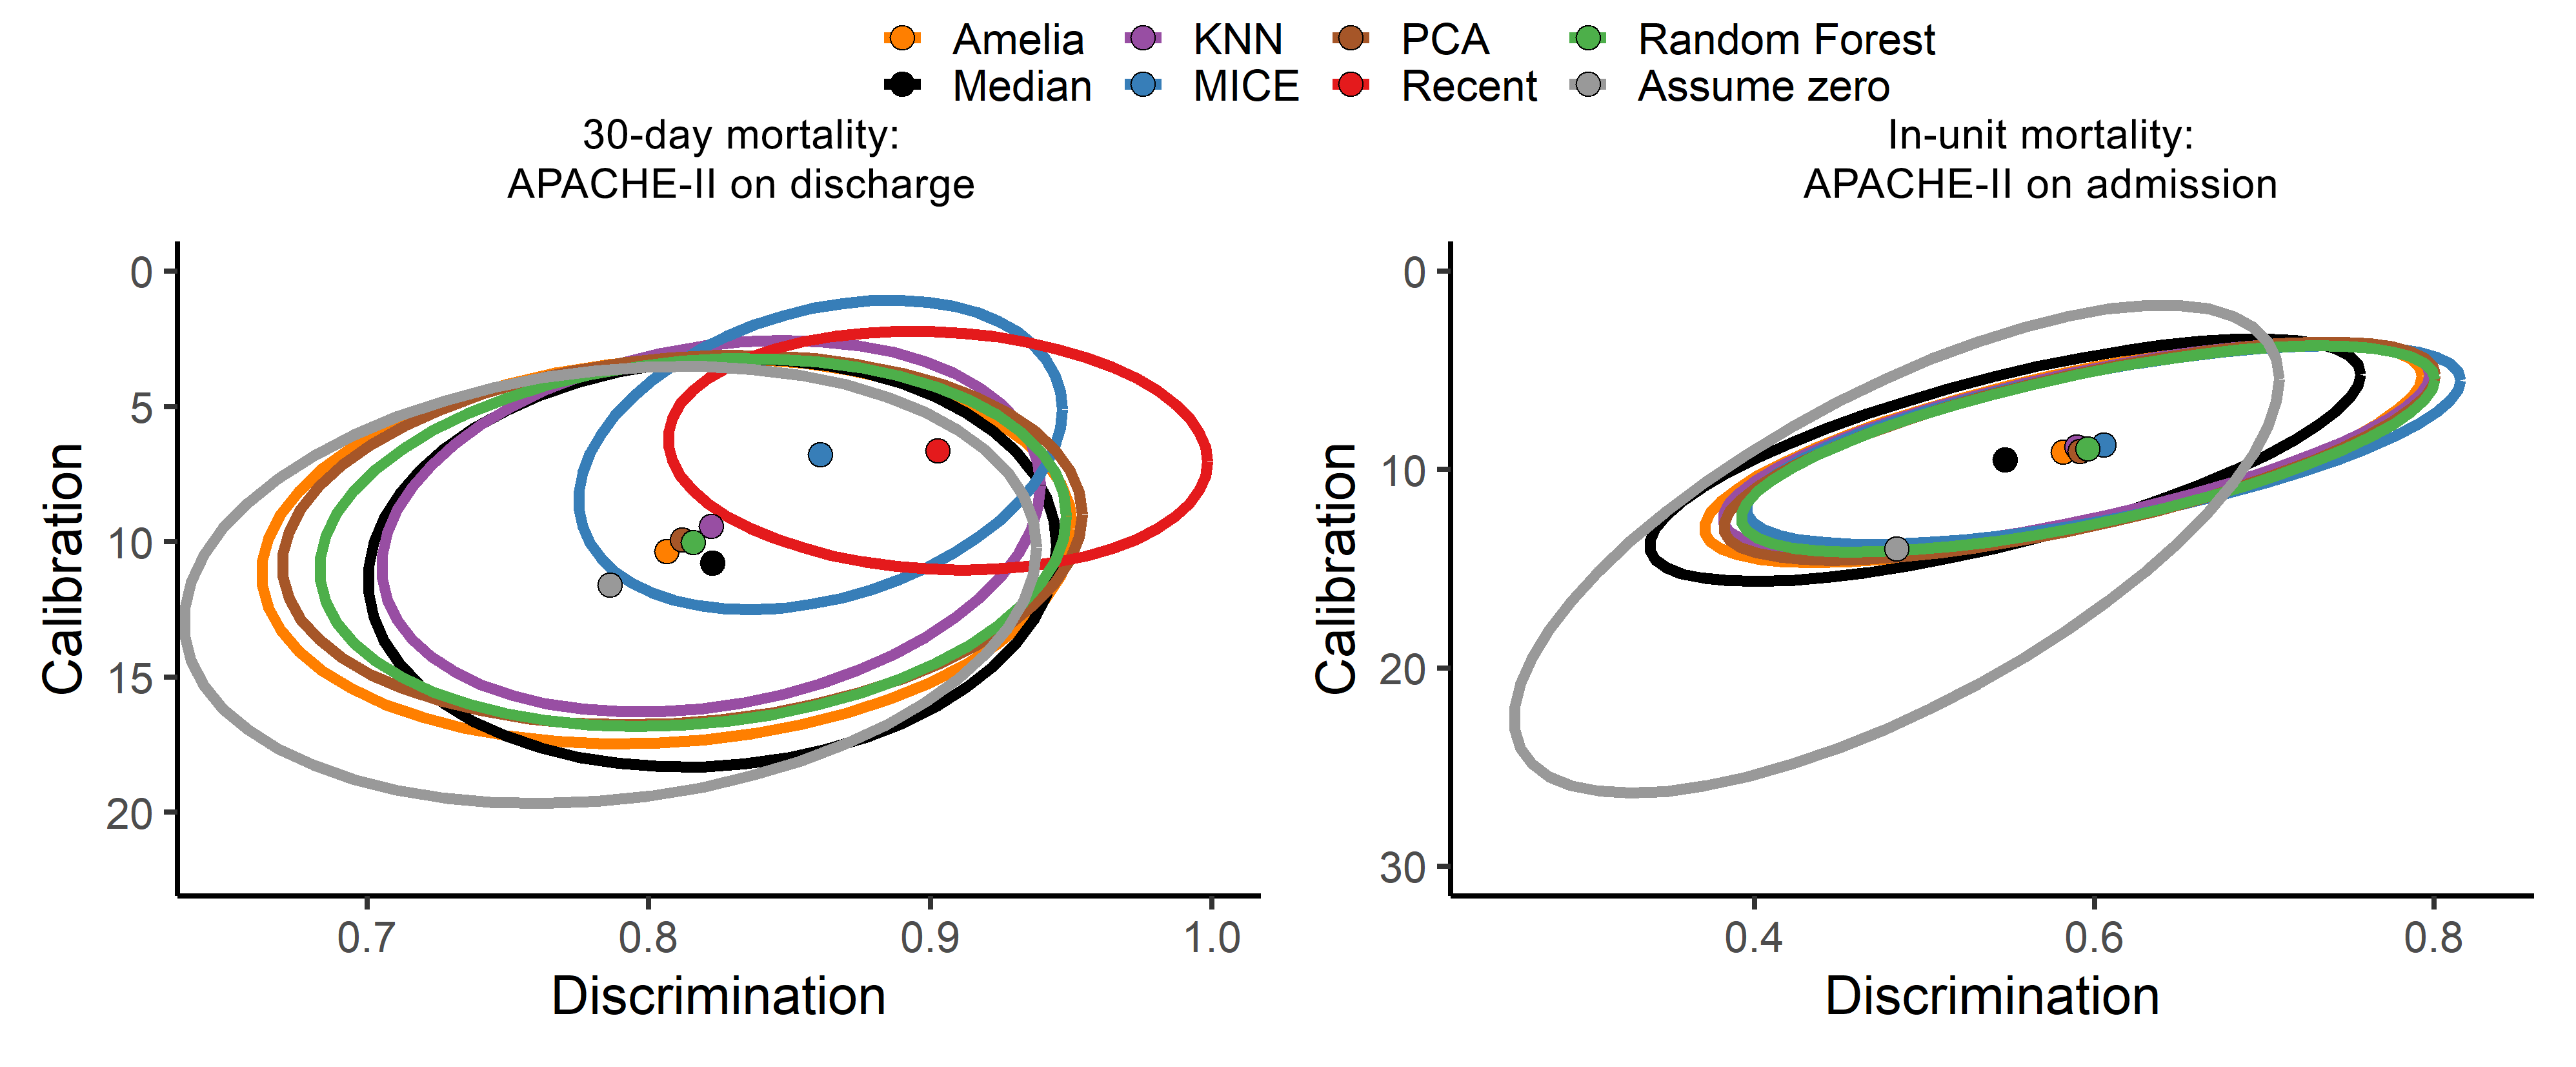 Amelia KNN PCA Random Forest
Median MICE Recent Assume zero
30-day mortality:
APACHE-II on discharge
Calibration
0
5
10
15
20
0.7 0.8 0.9 1.0
Discrimination
In-unit mortality:
APACHE-II on admission
Calibration
0
10
20
30
0.4 0.6 0.8
Discrimination